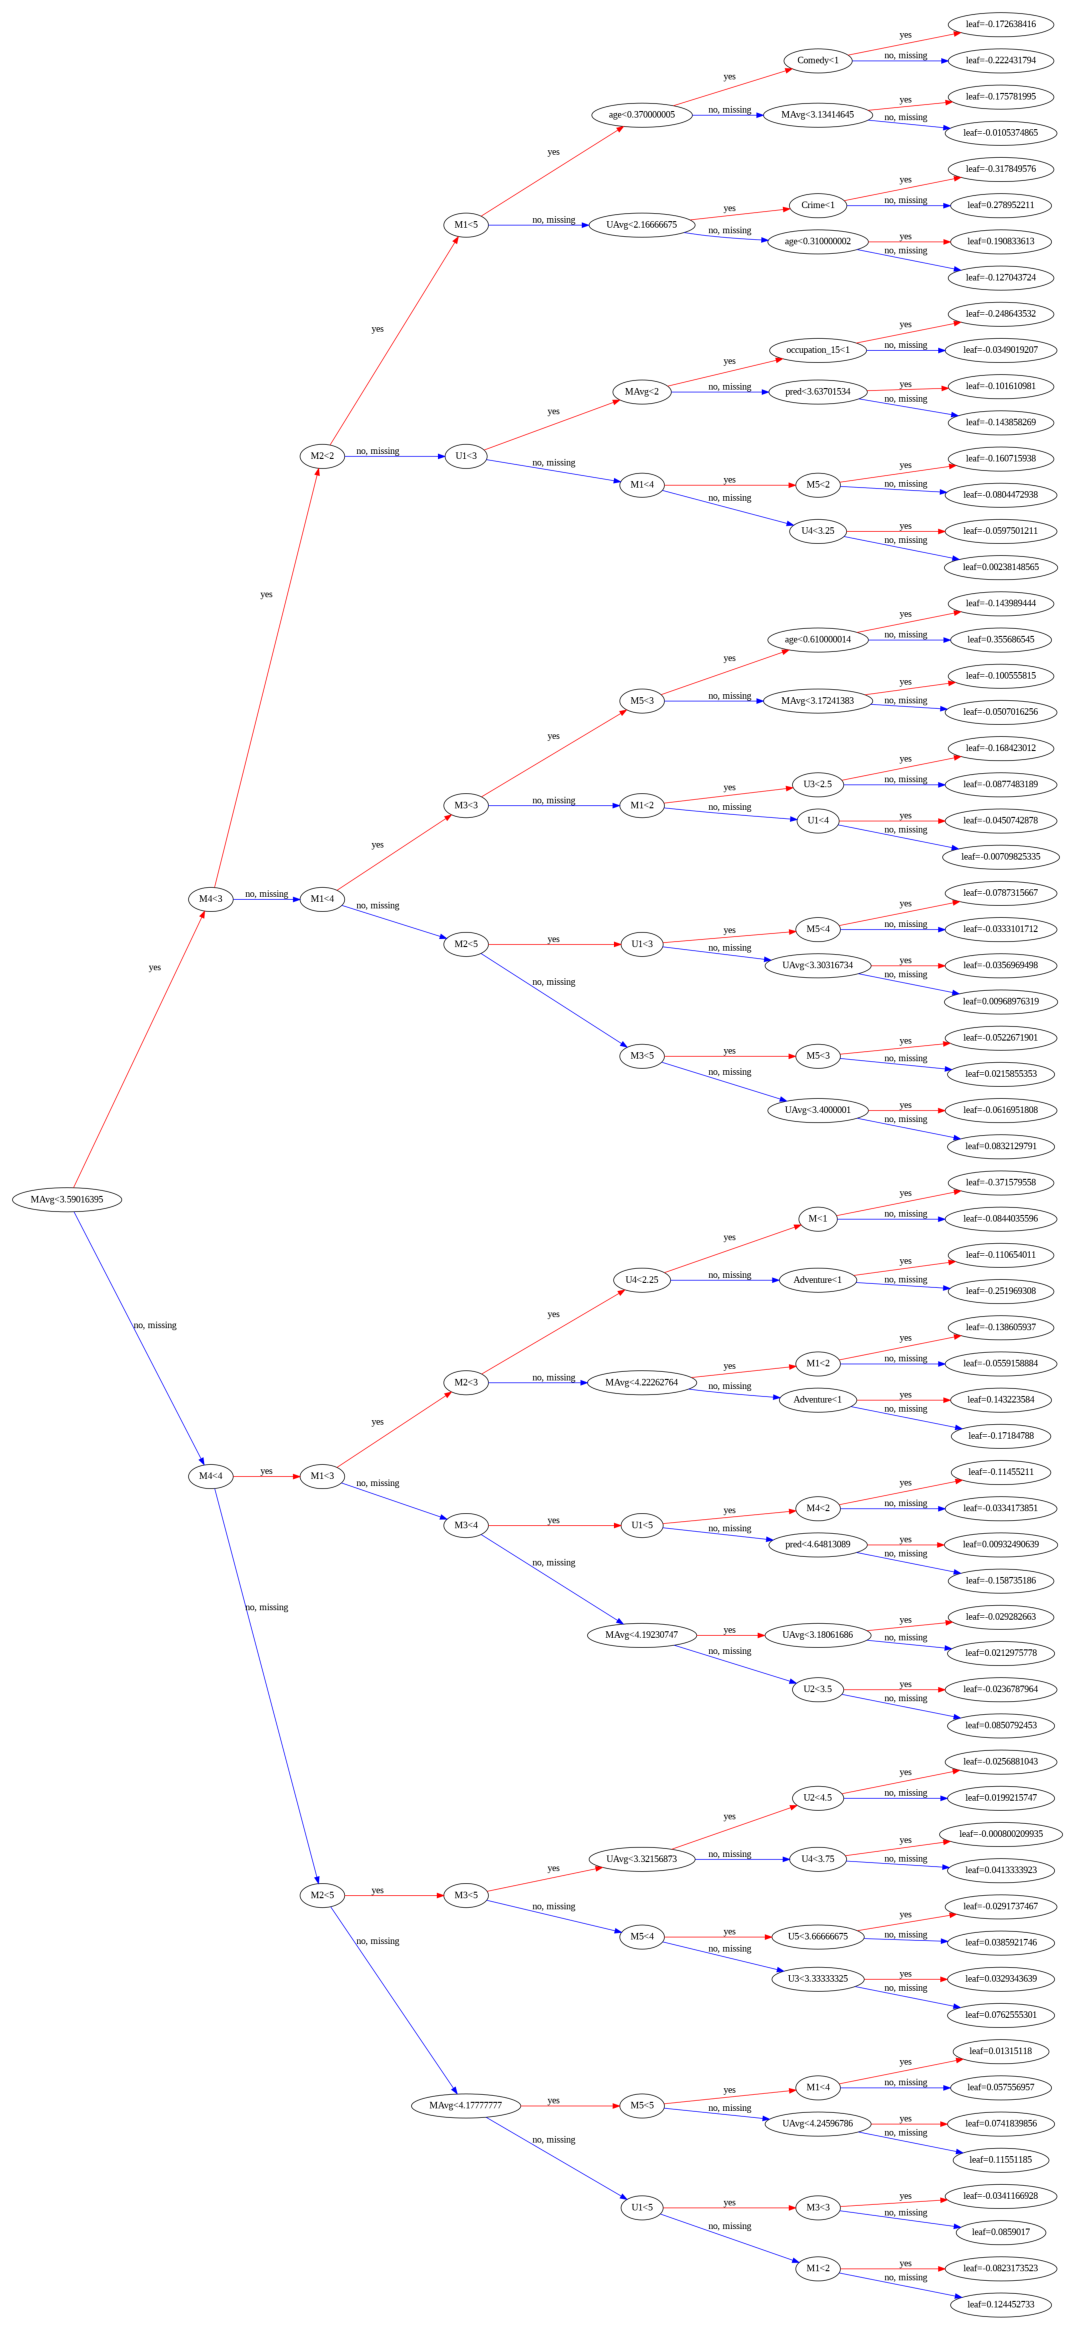 leaf=-0.172638416
yes
Comedy<1
no, missing
leaf=-0.222431794
yes
leaf=-0.175781995
yes
age<0.370000005
no, missing
MAvg<3.13414645
no, missing
leaf=-0.0105374865
yes
leaf=-0.317849576
yes
Crime<1
yes
no, missing
leaf=0.278952211
M1<5
no, missing
UAvg<2.16666675
no, missing
age<0.310000002
yes
leaf=0.190833613
no, missing
leaf=-0.127043724
yes
leaf=-0.248643532
yes
occupation_15<1
no, missing
leaf=-0.0349019207
yes
MAvg<2
no, missing
pred<3.63701534
yes
leaf=-0.101610981
no, missing
leaf=-0.143858269
yes
M2<2
no, missing
U1<3
no, missing
yes
leaf=-0.160715938
M1<4
yes
M5<2
no, missing
leaf=-0.0804472938
no, missing
U4<3.25
yes
leaf=-0.0597501211
no, missing
leaf=0.00238148565
yes
leaf=-0.143989444
yes
age<0.610000014
no, missing
leaf=0.355686545
yes
leaf=-0.100555815
yes
M5<3
no, missing
MAvg<3.17241383
no, missing
leaf=-0.0507016256
yes
leaf=-0.168423012
yes
U3<2.5
no, missing
leaf=-0.0877483189
yes
M3<3
no, missing
M1<2
yes
no, missing
U1<4
yes
leaf=-0.0450742878
no, missing
leaf=-0.00709825335
yes
M4<3
no, missing
M1<4
yes
leaf=-0.0787315667
no, missing
M2<5
yes
U1<3
yes
M5<4
no, missing
leaf=-0.0333101712
no, missing
UAvg<3.30316734
yes
leaf=-0.0356969498
no, missing
leaf=0.00968976319
yes
no, missing
yes
leaf=-0.0522671901
M3<5
yes
M5<3
no, missing
leaf=0.0215855353
no, missing
UAvg<3.4000001
yes
leaf=-0.0616951808
no, missing
leaf=0.0832129791
MAvg<3.59016395
yes
leaf=-0.371579558
M<1
no, missing
leaf=-0.0844035596
yes
leaf=-0.110654011
yes
U4<2.25
no, missing
Adventure<1
no, missing
leaf=-0.251969308
yes
no, missing
yes
leaf=-0.138605937
yes
M1<2
no, missing
leaf=-0.0559158884
M2<3
no, missing
MAvg<4.22262764
no, missing
Adventure<1
yes
leaf=0.143223584
no, missing
leaf=-0.17184788
yes
M4<4
yes
M1<3
no, missing
yes
leaf=-0.11455211
yes
M4<2
no, missing
leaf=-0.0334173851
M3<4
yes
U1<5
no, missing
pred<4.64813089
yes
leaf=0.00932490639
no, missing
leaf=-0.158735186
no, missing
no, missing
yes
leaf=-0.029282663
MAvg<4.19230747
yes
UAvg<3.18061686
no, missing
leaf=0.0212975778
no, missing
U2<3.5
yes
leaf=-0.0236787964
no, missing
leaf=0.0850792453
yes
leaf=-0.0256881043
U2<4.5
no, missing
leaf=0.0199215747
yes
leaf=-0.000800209935
yes
UAvg<3.32156873
no, missing
U4<3.75
yes
no, missing
leaf=0.0413333923
M2<5
yes
M3<5
yes
leaf=-0.0291737467
no, missing
M5<4
yes
U5<3.66666675
no, missing
leaf=0.0385921746
no, missing
no, missing
U3<3.33333325
yes
leaf=0.0329343639
no, missing
leaf=0.0762555301
yes
leaf=0.01315118
yes
M1<4
no, missing
leaf=0.057556957
MAvg<4.17777777
yes
M5<5
no, missing
UAvg<4.24596786
yes
leaf=0.0741839856
no, missing
leaf=0.11551185
no, missing
yes
leaf=-0.0341166928
U1<5
yes
M3<3
no, missing
leaf=0.0859017
no, missing
M1<2
yes
leaf=-0.0823173523
no, missing
leaf=0.124452733